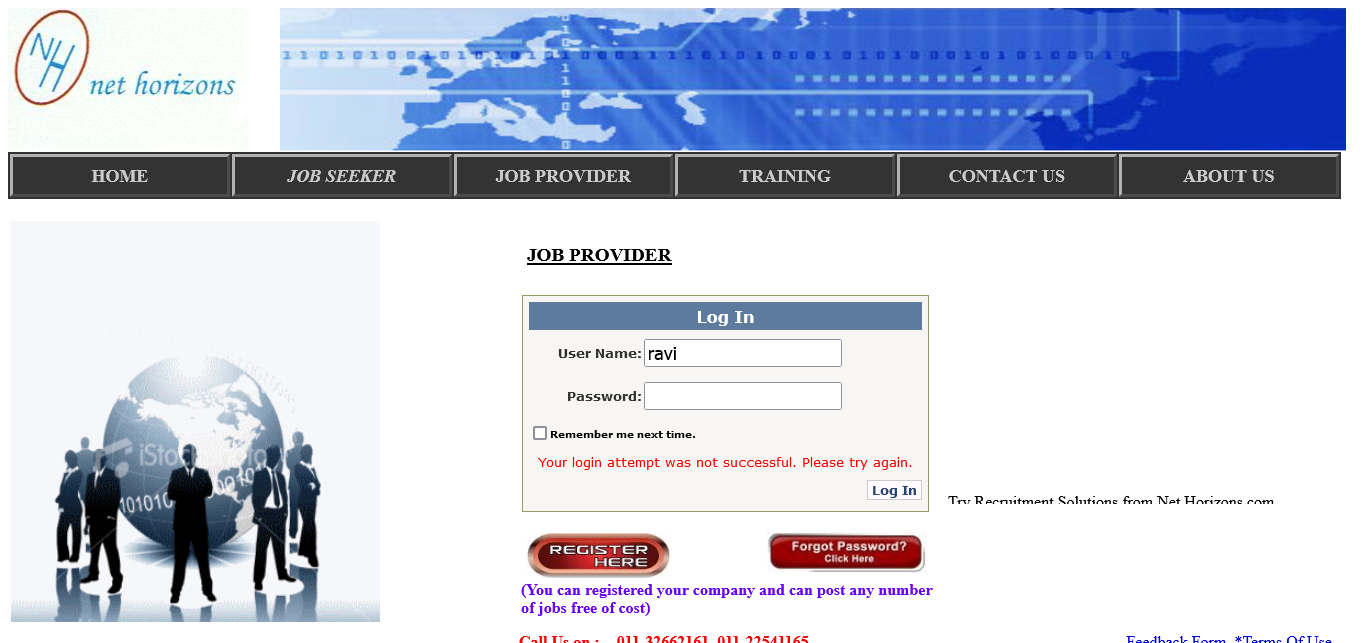 NH
net horizons
HOME
JOB SEEKER
JOB PROVIDER
TRAINING
CONTACT US
ABOUT US
JOB PROVIDER
Log In
User Name: ravi
Password:
Remember me next time.
Your login attempt was not successful. Please try again.
Log In
Try Recruitment Solutions from Net Horizons.com
REGISTER
HERE
Forgot Password?
Click Here
(You can registered your company and can post any number
of jobs free of cost)
Call Us on : 011-32662161, 011-22541165
Feedback Form *Terms Of Use